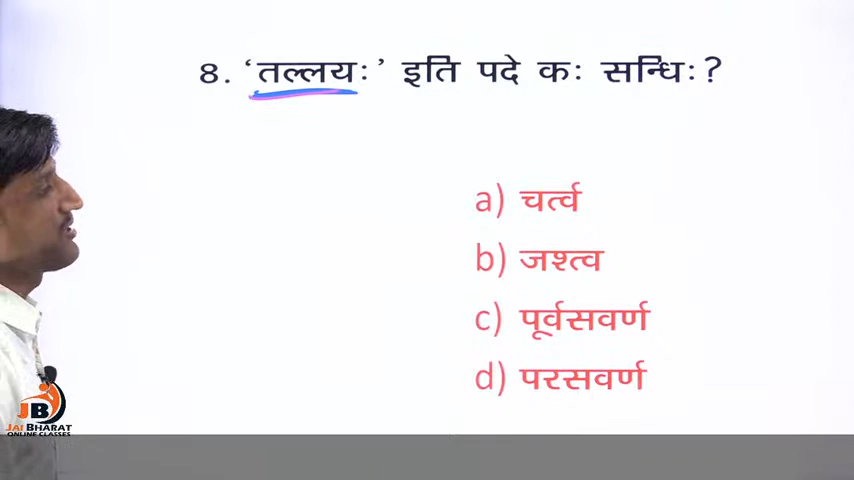 8. 'तल्लयः' इति पदे कः सन्धिः?
a) चर्त्व
b) जश्त्व
c) पूर्वसवर्ण
d) परसवर्ण
JB
JAI BHARAT
ONLINE CLASSES